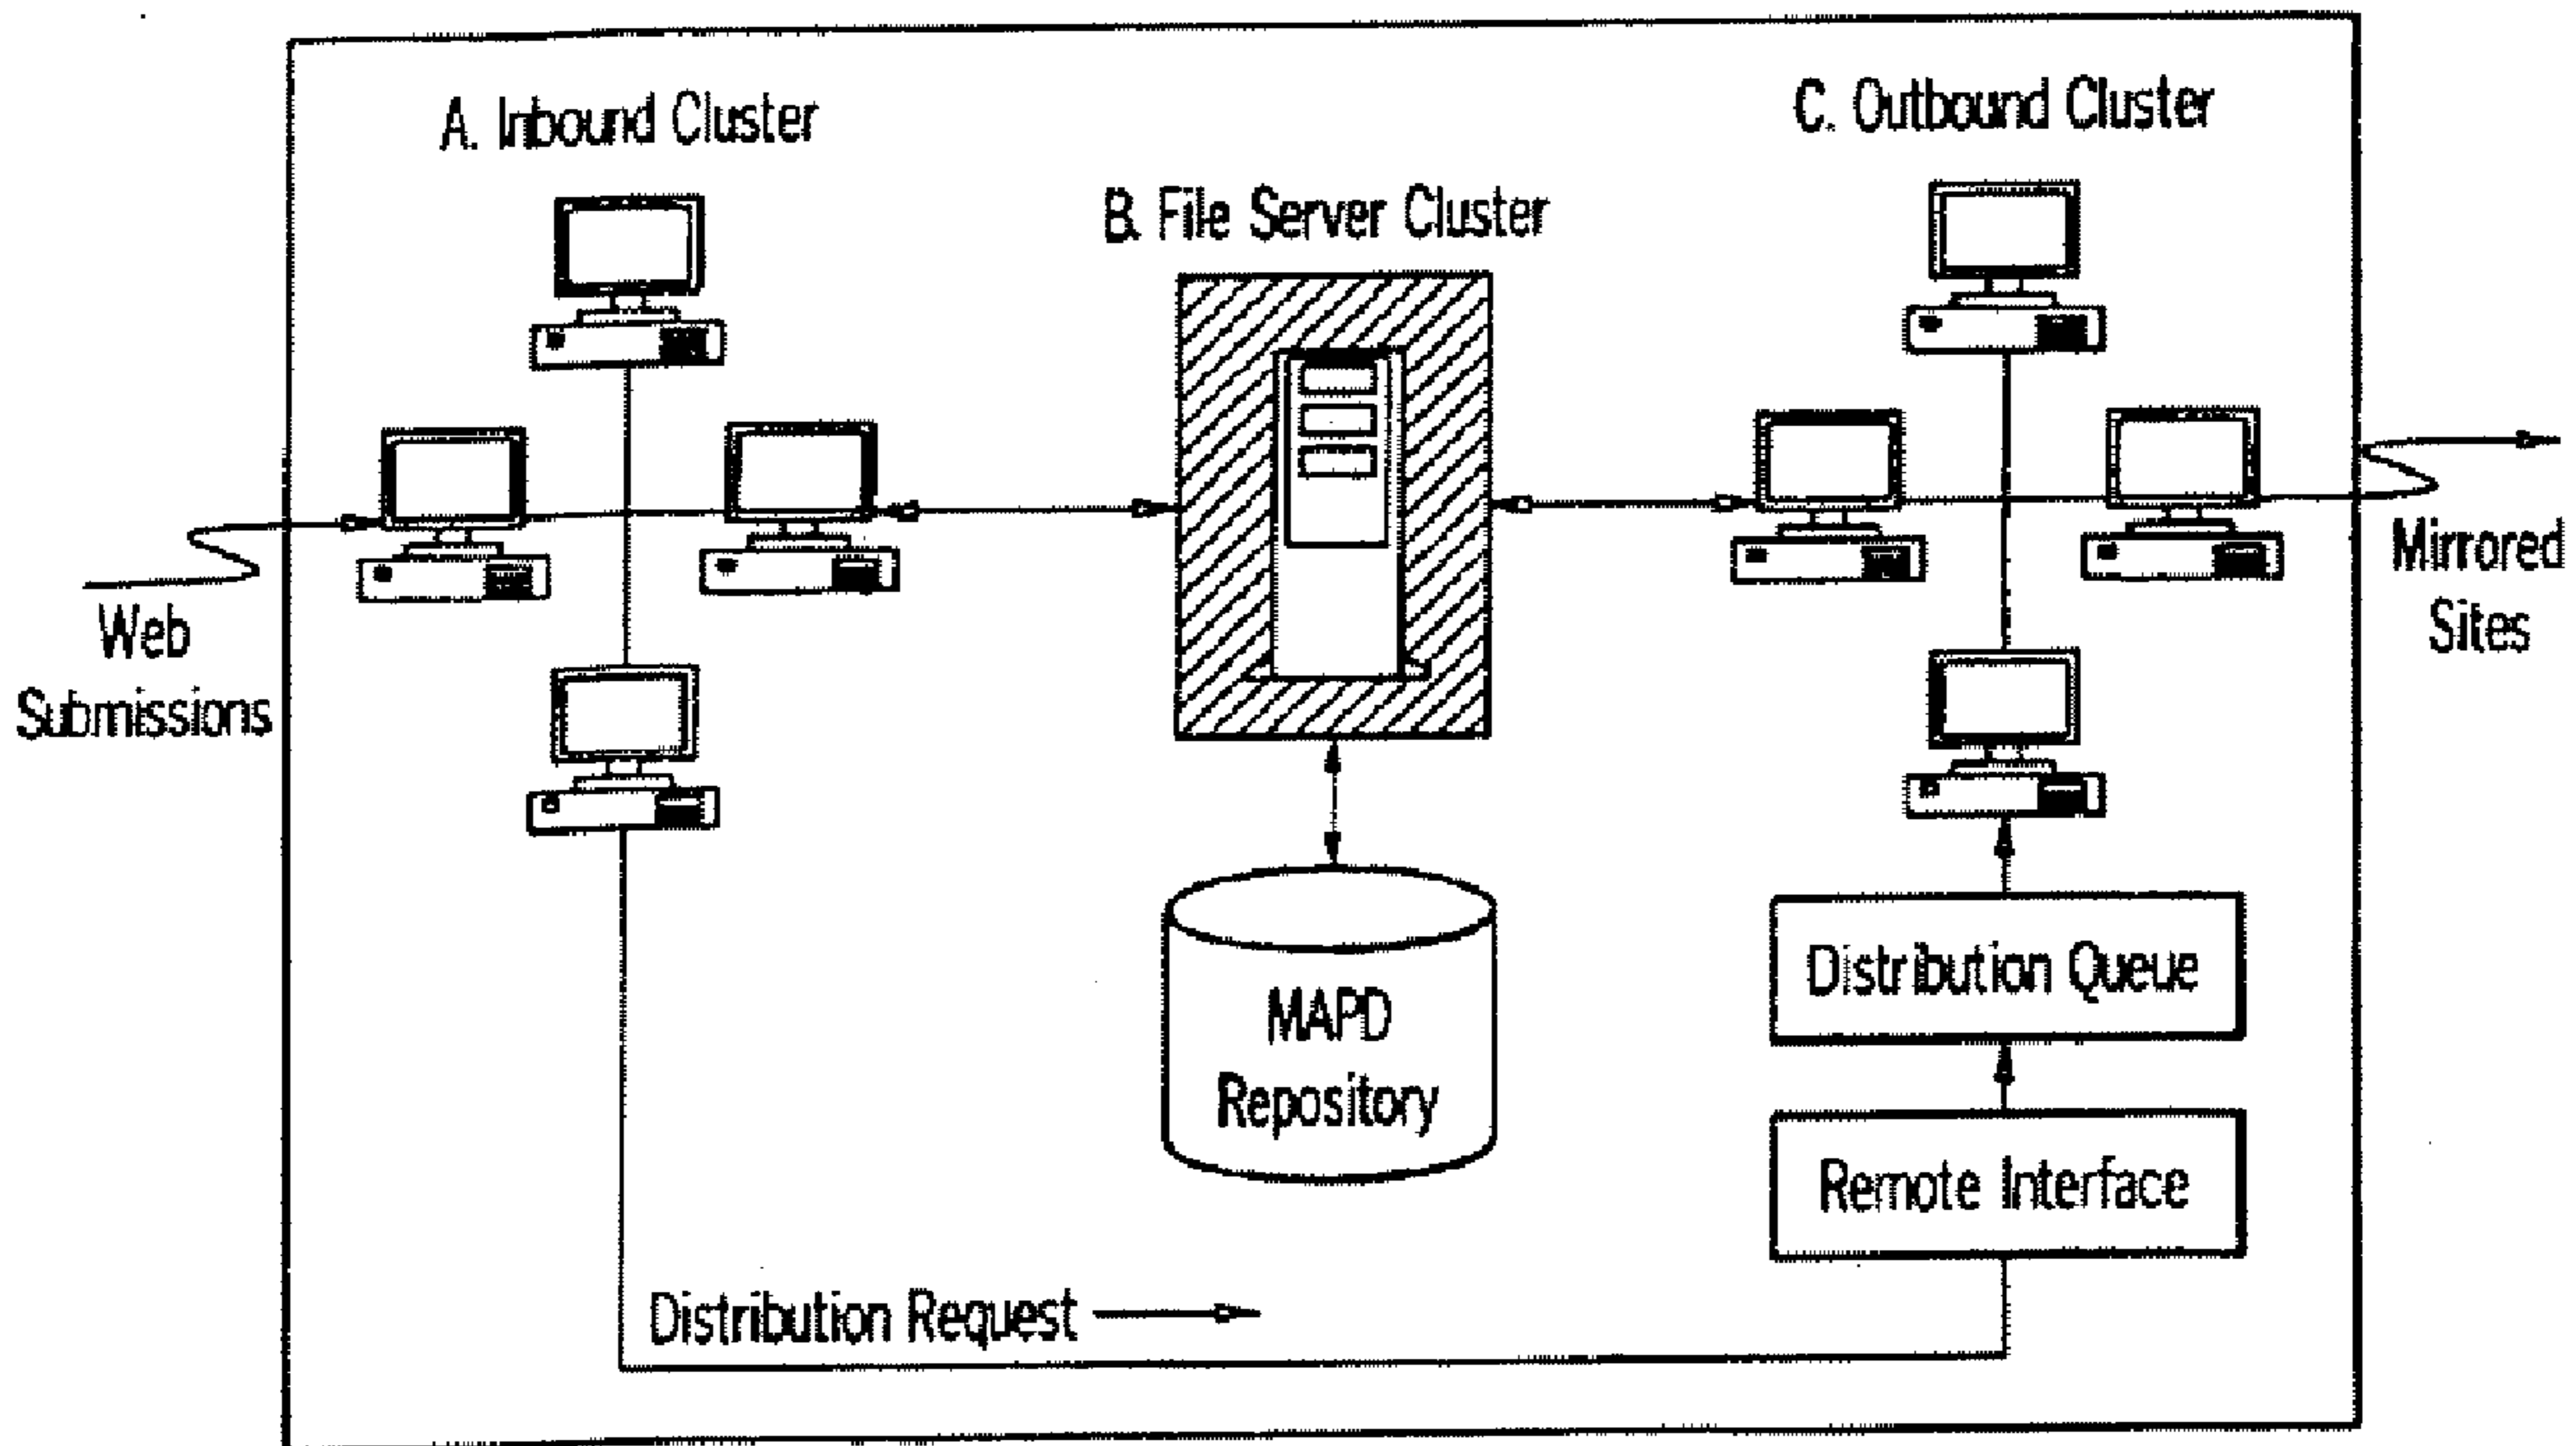 A. Inbound Cluster
C. Outbound Cluster
B. File Server Cluster
Web
Submissions
Mirrored
Sites
MAPD
Repository
Distribution Queue
Remote Interface
Distribution Request